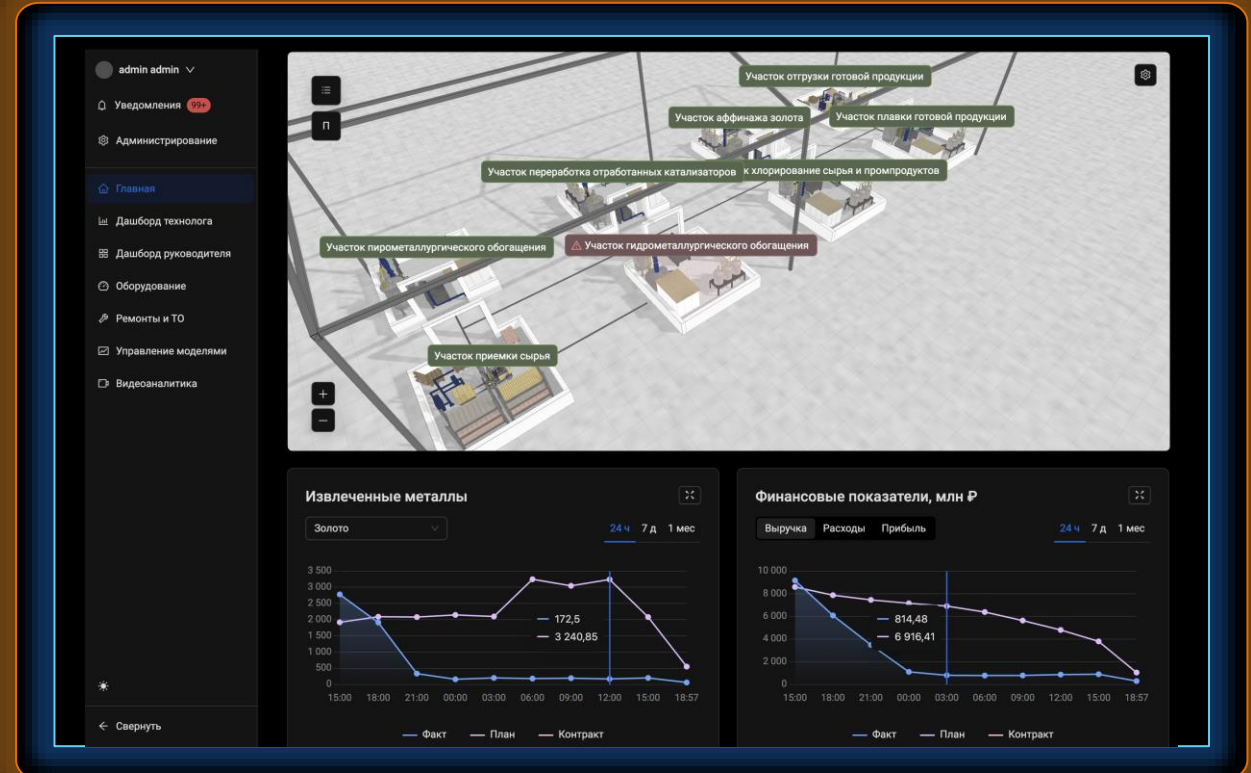 admin admin
Уведомления 99+
Администрирование
Главная
Дашборд технолога
Дашборд руководителя
Оборудование
Ремонты и ТО
Управление моделями
Видеоаналитика
Свернуть
П
Участок отгрузки готовой продукции
Участок аффинажа золота
Участок плавки готовой продукции
Участок переработка отработанных катализаторов
к хлорирование сырья и промпродуктов
Участок пирометаллургического обогащения
Участок гидрометаллургического обогащения
Участок приемки сырья
+
−
Извлеченные металлы
Золото
24 ч 7 д 1 мес
3 500
3 000
2 500
2 000
1 500
1 000
500
0
172,5
3 240,85
15:00 18:00 21:00 00:00 03:00 06:00 09:00 12:00 15:00 18:57
Факт План Контракт
Финансовые показатели, млн ₽
Выручка Расходы Прибыль
24 ч 7 д 1 мес
10 000
8 000
6 000
4 000
2 000
0
814,48
6 916,41
15:00 18:00 21:00 00:00 03:00 06:00 09:00 12:00 15:00 18:57
Факт План Контракт